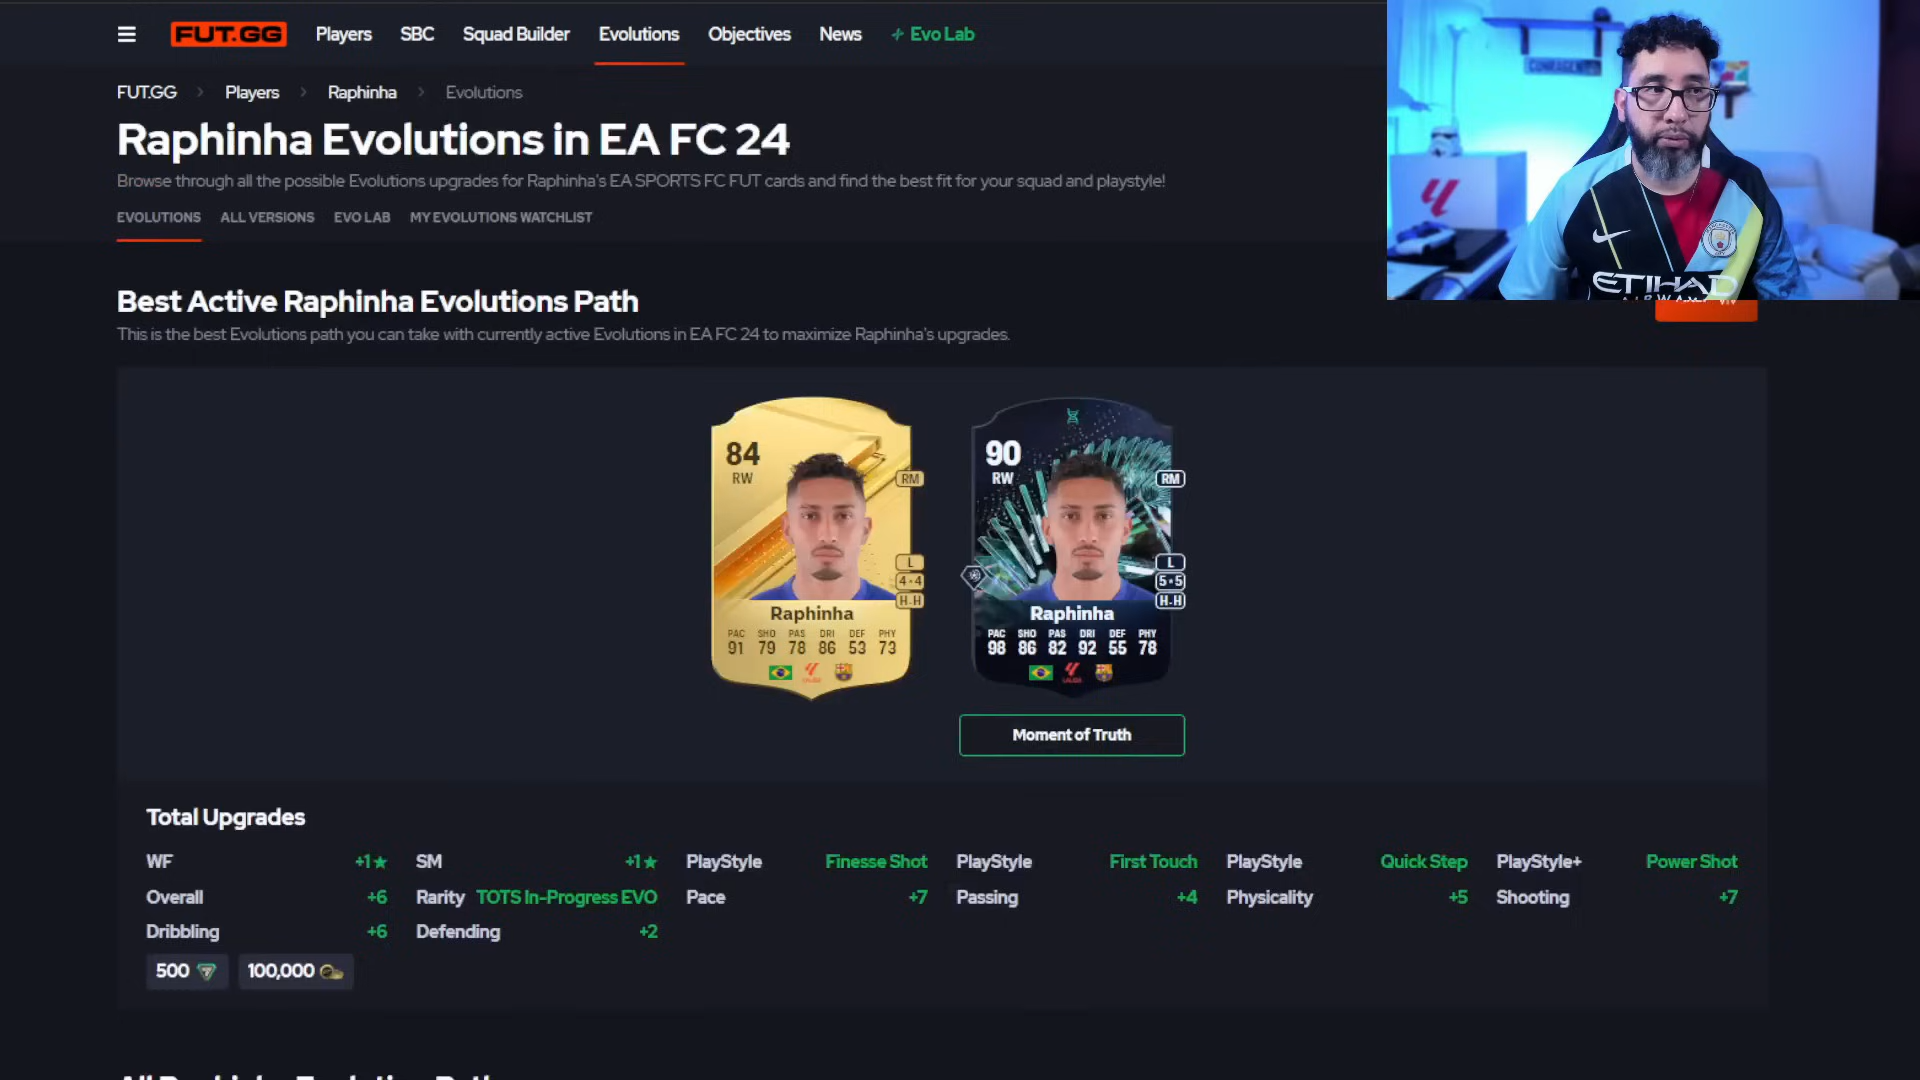 FUT.GG Players SBC Squad Builder Evolutions Objectives News Evo Lab
FUT.GG > Players > Raphinha > Evolutions
Raphinha Evolutions in EA FC 24
Browse through all the possible Evolutions upgrades for Raphinha's EA SPORTS FC FUT cards and find the best fit for your squad and playstyle!
EVOLUTIONS ALL VERSIONS EVO LAB MY EVOLUTIONS WATCHLIST
ETIHAD
AIRWAYS
Best Active Raphinha Evolutions Path
This is the best Evolutions path you can take with currently active Evolutions in EA FC 24 to maximize Raphinha's upgrades.
84
RW
RM
L
4★4
H-H
Raphinha
PAC SHO PAS DRI DEF PHY
91 79 78 86 53 73
90
RW
RM
L
5★5
H-H
Raphinha
PAC SHO PAS DRI DEF PHY
98 86 82 92 55 78
Moment of Truth
Total Upgrades
WF +1★ SM +1★ PlayStyle Finesse Shot PlayStyle First Touch PlayStyle Quick Step PlayStyle+ Power Shot
Overall +6 Rarity TOTS In-Progress EVO Pace +7 Passing +4 Physicality +5 Shooting +7
Dribbling +6 Defending +2
500 100,000